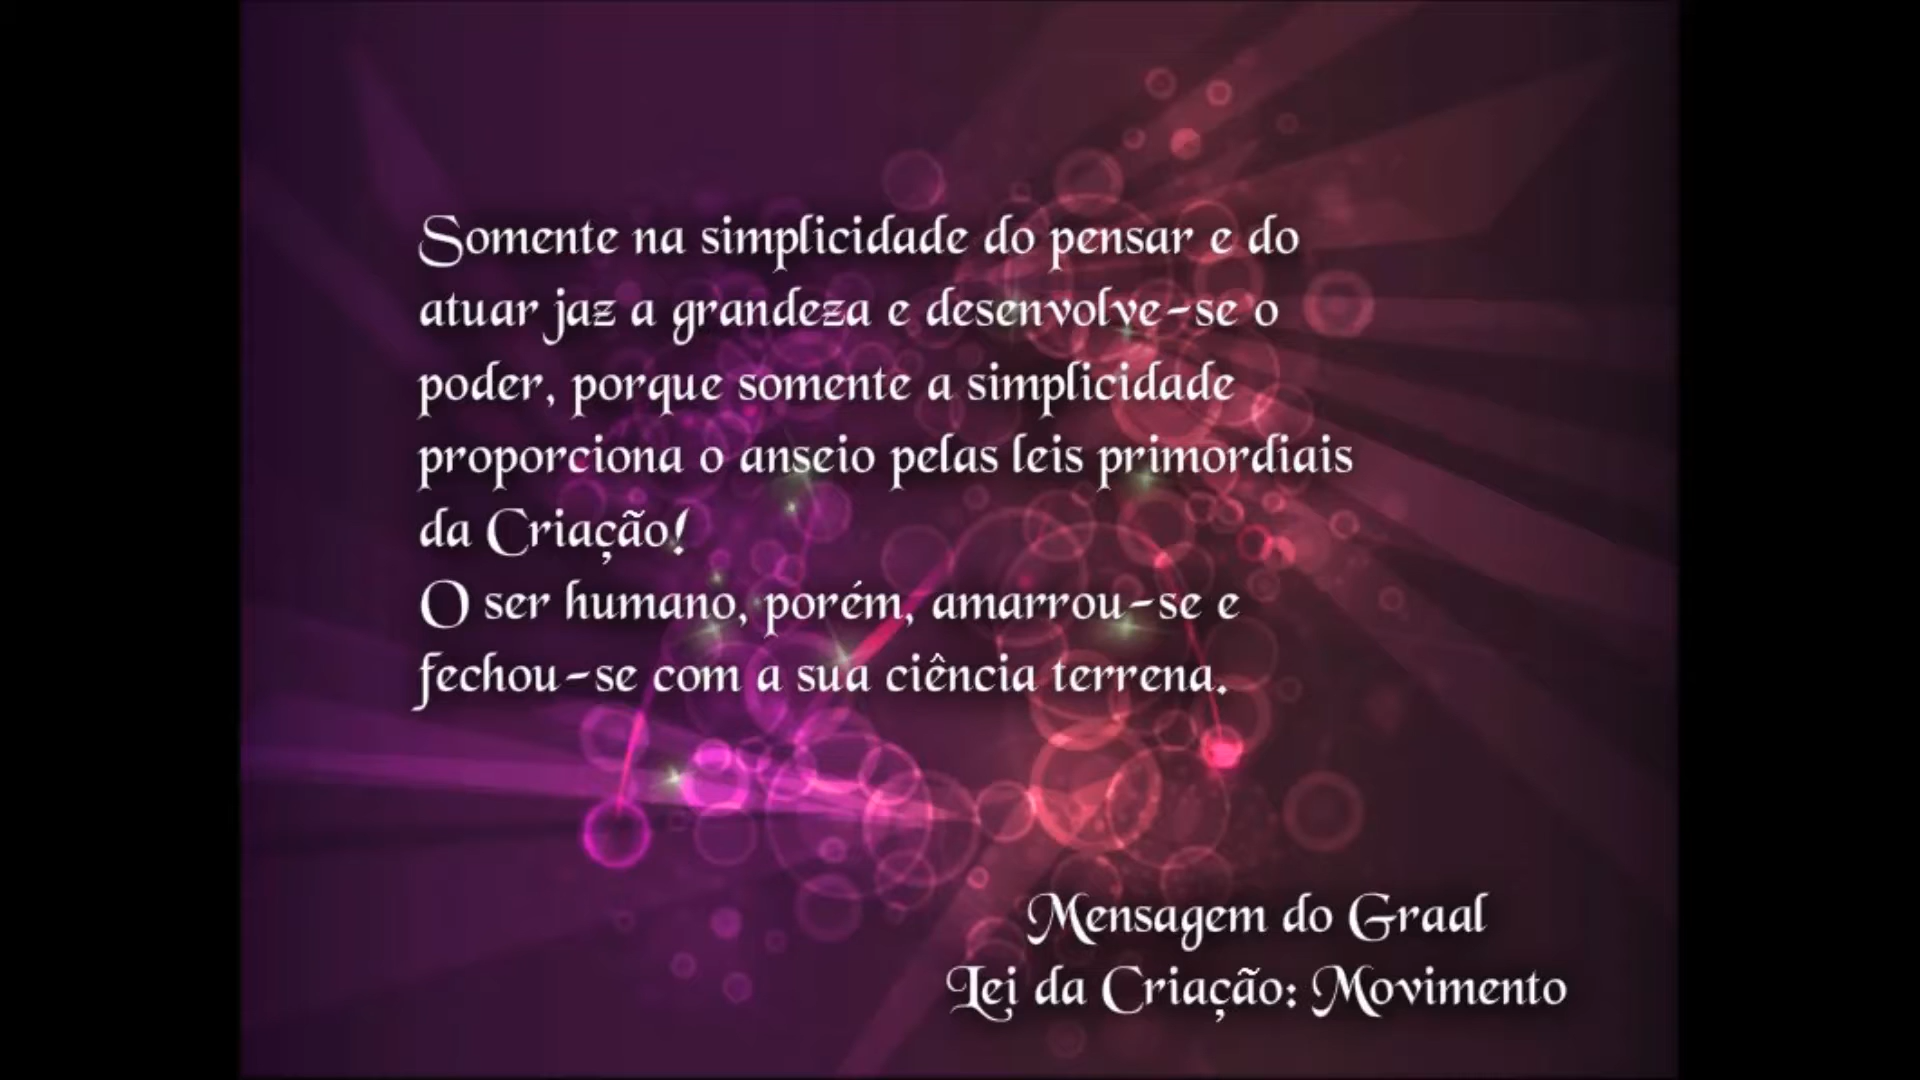 Somente na simplicidade do pensar e do
atuar jaz a grandeza e desenvolve-se o
poder, porque somente a simplicidade
proporciona o anseio pelas leis primordiais
da Criação!
O ser humano, porém, amarrou-se e
fechou-se com a sua ciência terrena.
Mensagem do Graal
Lei da Criação: Movimento